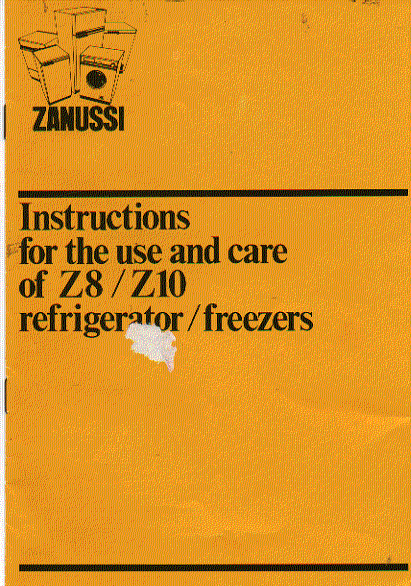 ZANUSSI
Instructions
for the use and care
of Z8 / Z10
refrigerator/freezers